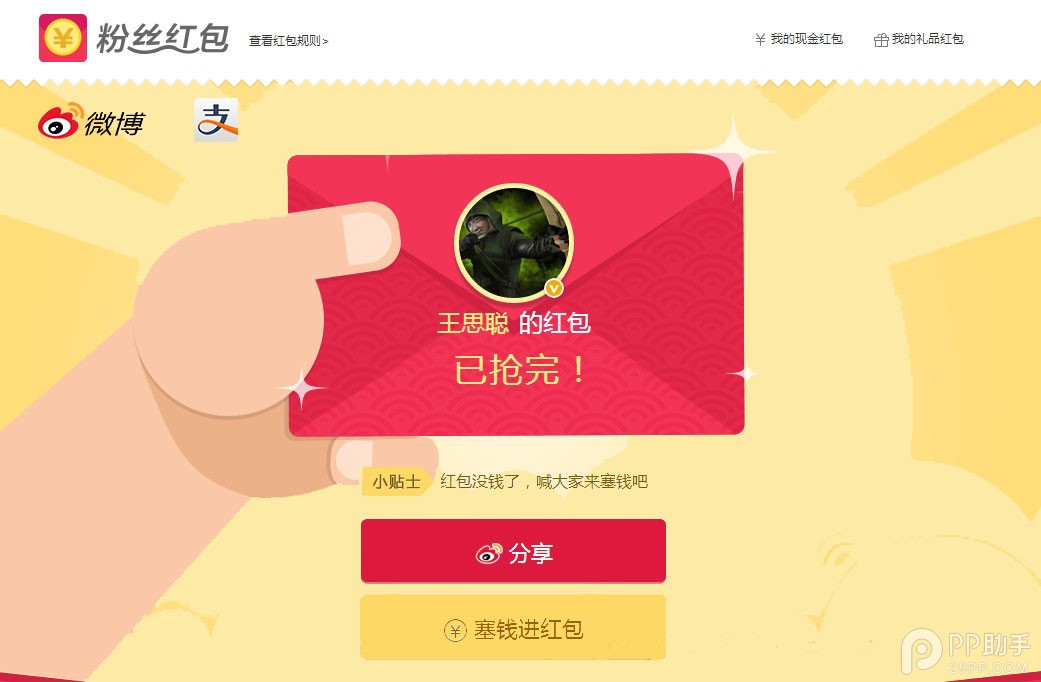 粉丝红包 查看红包规则> ¥ 我的现金红包 我的礼品红包
微博 支
王思聪 的红包
已抢完！
小贴士 红包没钱了，喊大家来塞钱吧
分享
¥ 塞钱进红包
PP助手
25PP.COM